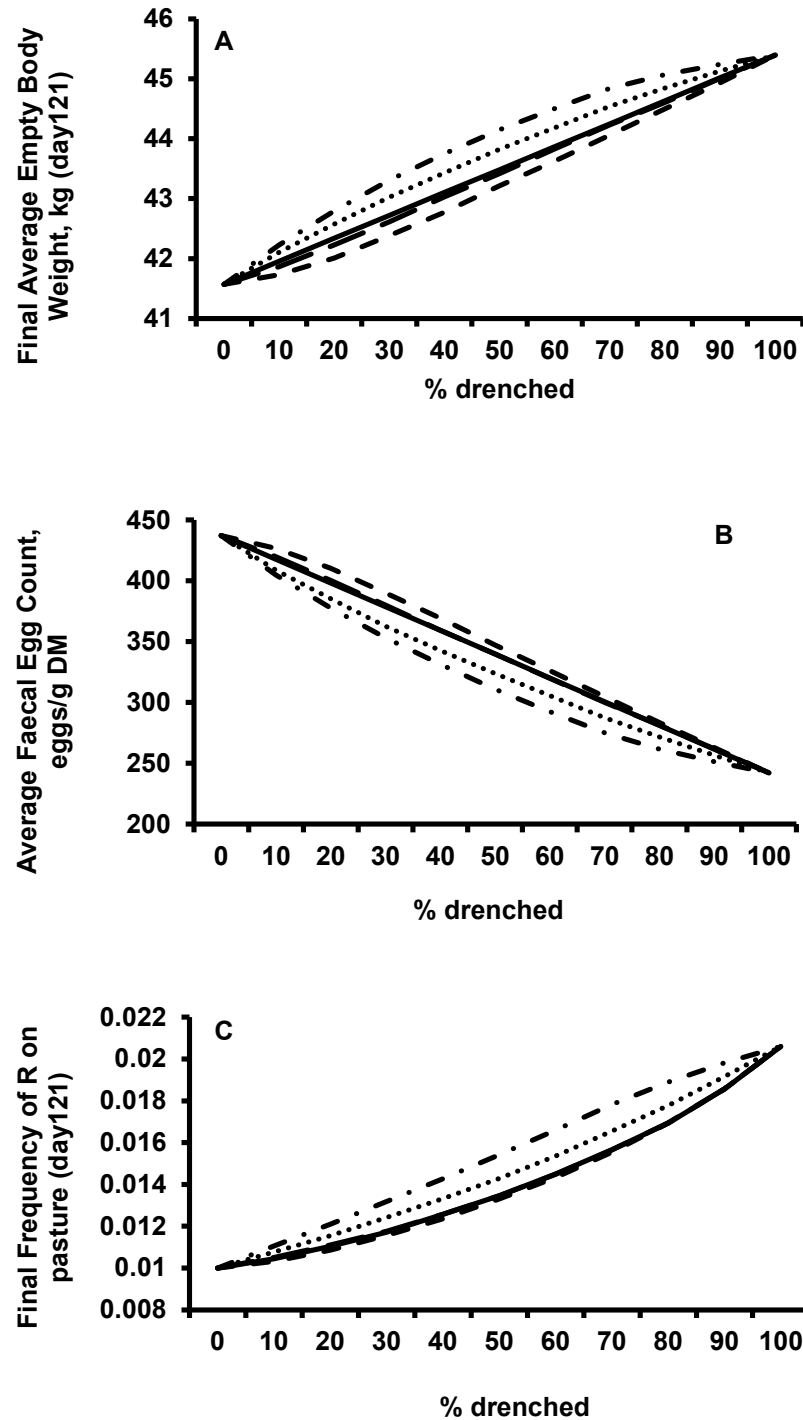 A
Final Average Empty Body
Weight, kg (day121)
46
45
44
43
42
41
0 10 20 30 40 50 60 70 80 90 100
% drenched
B
Average Faecal Egg Count,
eggs/g DM
450
400
350
300
250
200
0 10 20 30 40 50 60 70 80 90 100
% drenched
C
Final Frequency of R on
pasture (day121)
0.022
0.02
0.018
0.016
0.014
0.012
0.01
0.008
0 10 20 30 40 50 60 70 80 90 100
% drenched